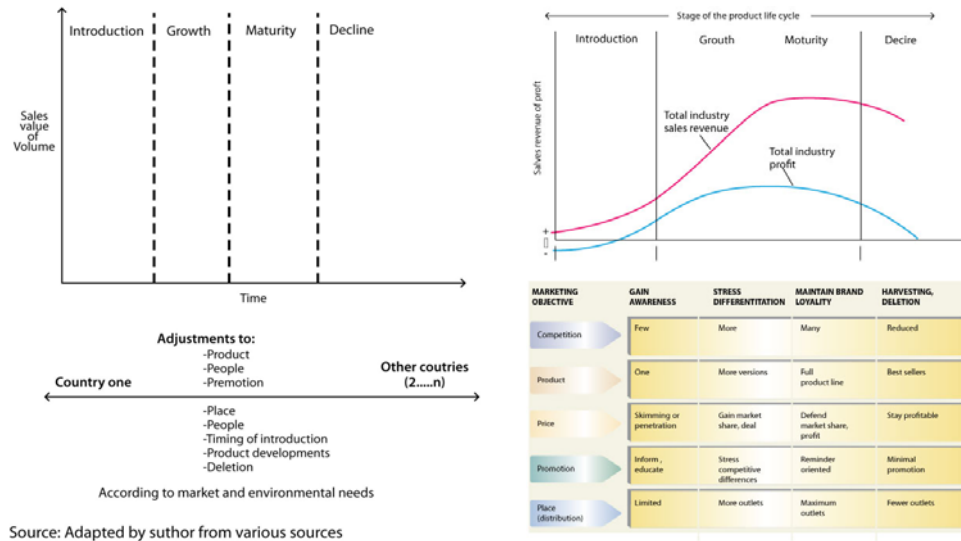 Introduction Growth Maturity Decline
Sales
value
of
Volume
Time
Adjustments to:
-Product
-People
-Premotion
Country one
Other coutries
(2.....n)
-Place
-People
-Timing of introduction
-Product developments
-Deletion
According to market and environmental needs
Source: Adapted by suthor from various sources
Stage of the product life cycle
Introduction Grouth Moturity Decire
Salves revenue of proft
Total industry
sales revenue
Total industry
profit
+
-
MARKETING
OBJECTIVE
GAIN
AWARENESS
STRESS
DIFFERENTITATION
MAINTAIN BRAND
LOYALITY
HARVESTING,
DELETION
Competition
Few
More
Many
Reduced
Product
One
More versions
Full
product line
Best sellers
Price
Skimming or
penetration
Gain market
share, deal
Defend
market share,
profit
Stay profitable
Promotion
Inform ,
educate
Stress
competitive
differences
Reminder
oriented
Minimal
promotion
Place
(distribution)
Limited
More outlets
Maximum
outlets
Fewer outlets